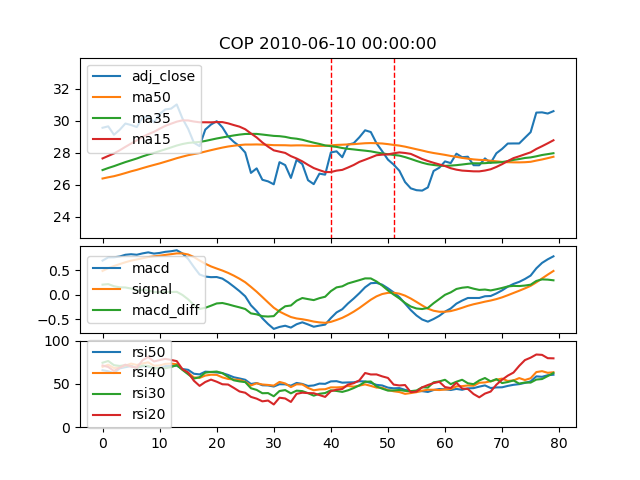 COP 2010-06-10 00:00:00
adj_close
ma50
ma35
ma15
32
30
28
26
24
macd
signal
macd_diff
0.5
0.0
−0.5
rsi50
rsi40
rsi30
rsi20
100
50
0
0 10 20 30 40 50 60 70 80